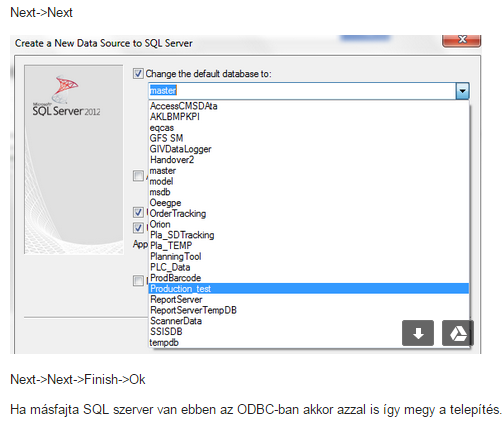 Next->Next
Create a New Data Source to SQL Server
Change the default database to:
Microsoft
SQL Server 2012
master
AccessCMSDAta
AKLBMPKPI
eqcas
GFS SM
GIVDataLogger
Handover2
master
model
msdb
Oeegpe
OrderTracking
Orion
Pla_SDTracking
Pla_TEMP
PlanningTool
PLC_Data
ProdBarcode
Production_test
ReportServer
ReportServerTempDB
ScannerData
SSISDB
tempdb
Next->Next->Finish->Ok
Ha másfajta SQL szerver van ebben az ODBC-ban akkor azzal is így megy a telepítés.